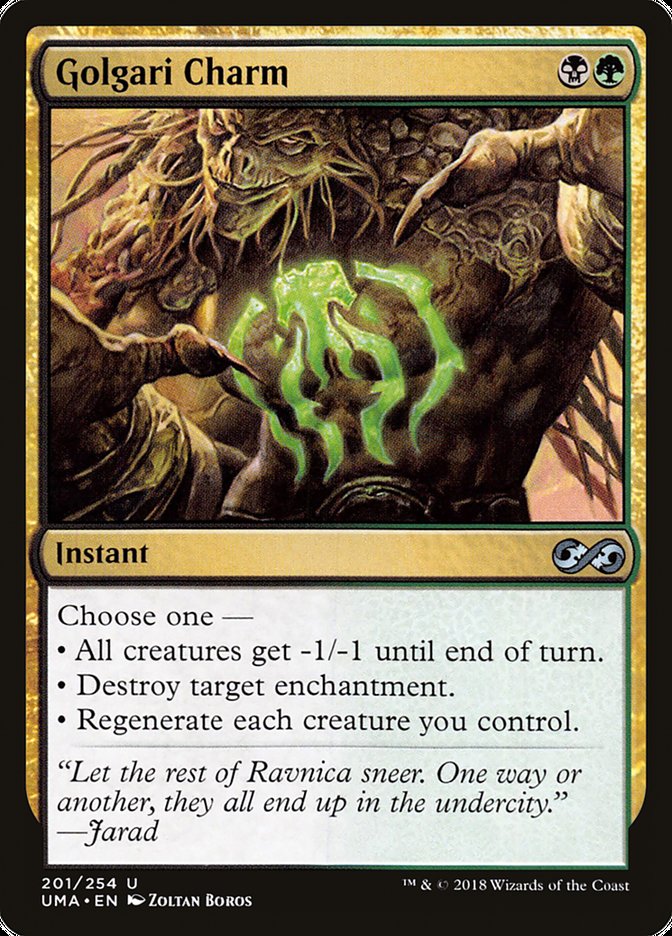 Golgari Charm
Instant
Choose one —
• All creatures get -1/-1 until end of turn.
• Destroy target enchantment.
• Regenerate each creature you control.
“Let the rest of Ravnica sneer. One way or
another, they all end up in the undercity.”
—Jarad
201/254 U
UMA • EN Zoltan Boros
™ & © 2018 Wizards of the Coast